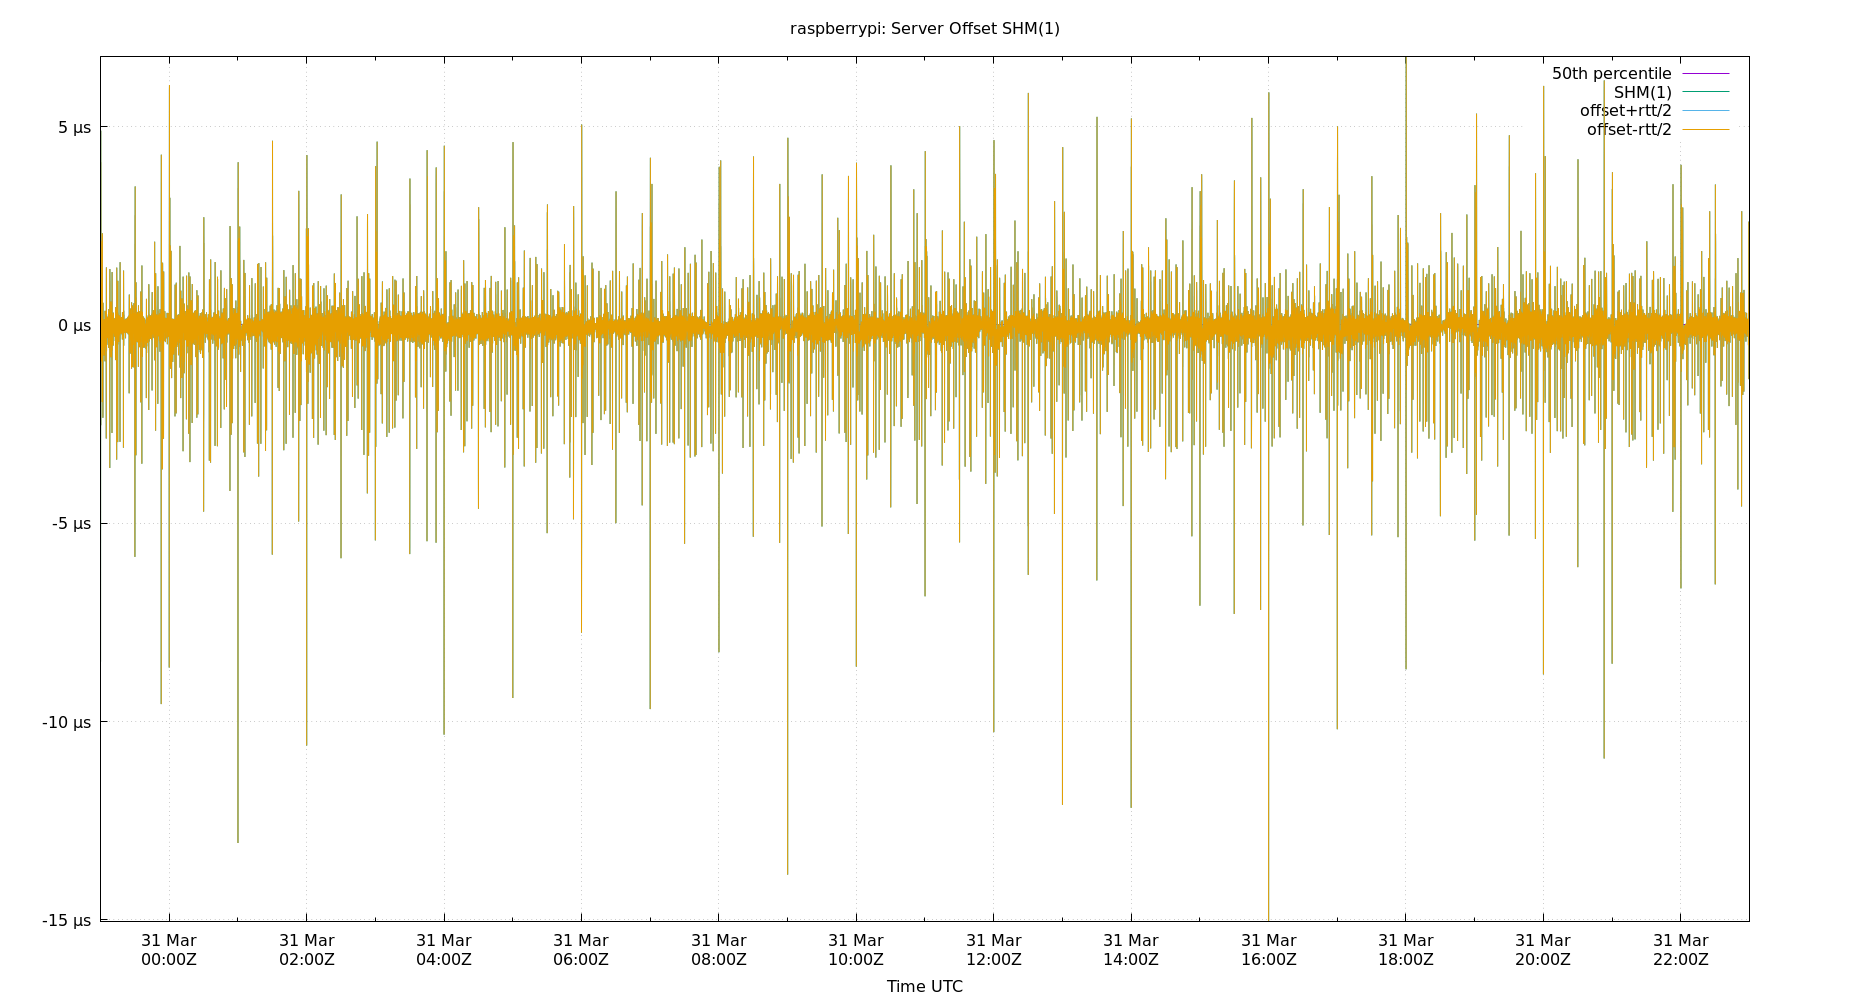 raspberrypi: Server Offset SHM(1)
50th percentile
SHM(1)
offset+rtt/2
offset-rtt/2
5 µs
0 µs
-5 µs
-10 µs
-15 µs
31 Mar 31 Mar 31 Mar 31 Mar 31 Mar 31 Mar 31 Mar 31 Mar 31 Mar 31 Mar 31 Mar 31 Mar
00:00Z 02:00Z 04:00Z 06:00Z 08:00Z 10:00Z 12:00Z 14:00Z 16:00Z 18:00Z 20:00Z 22:00Z
Time UTC